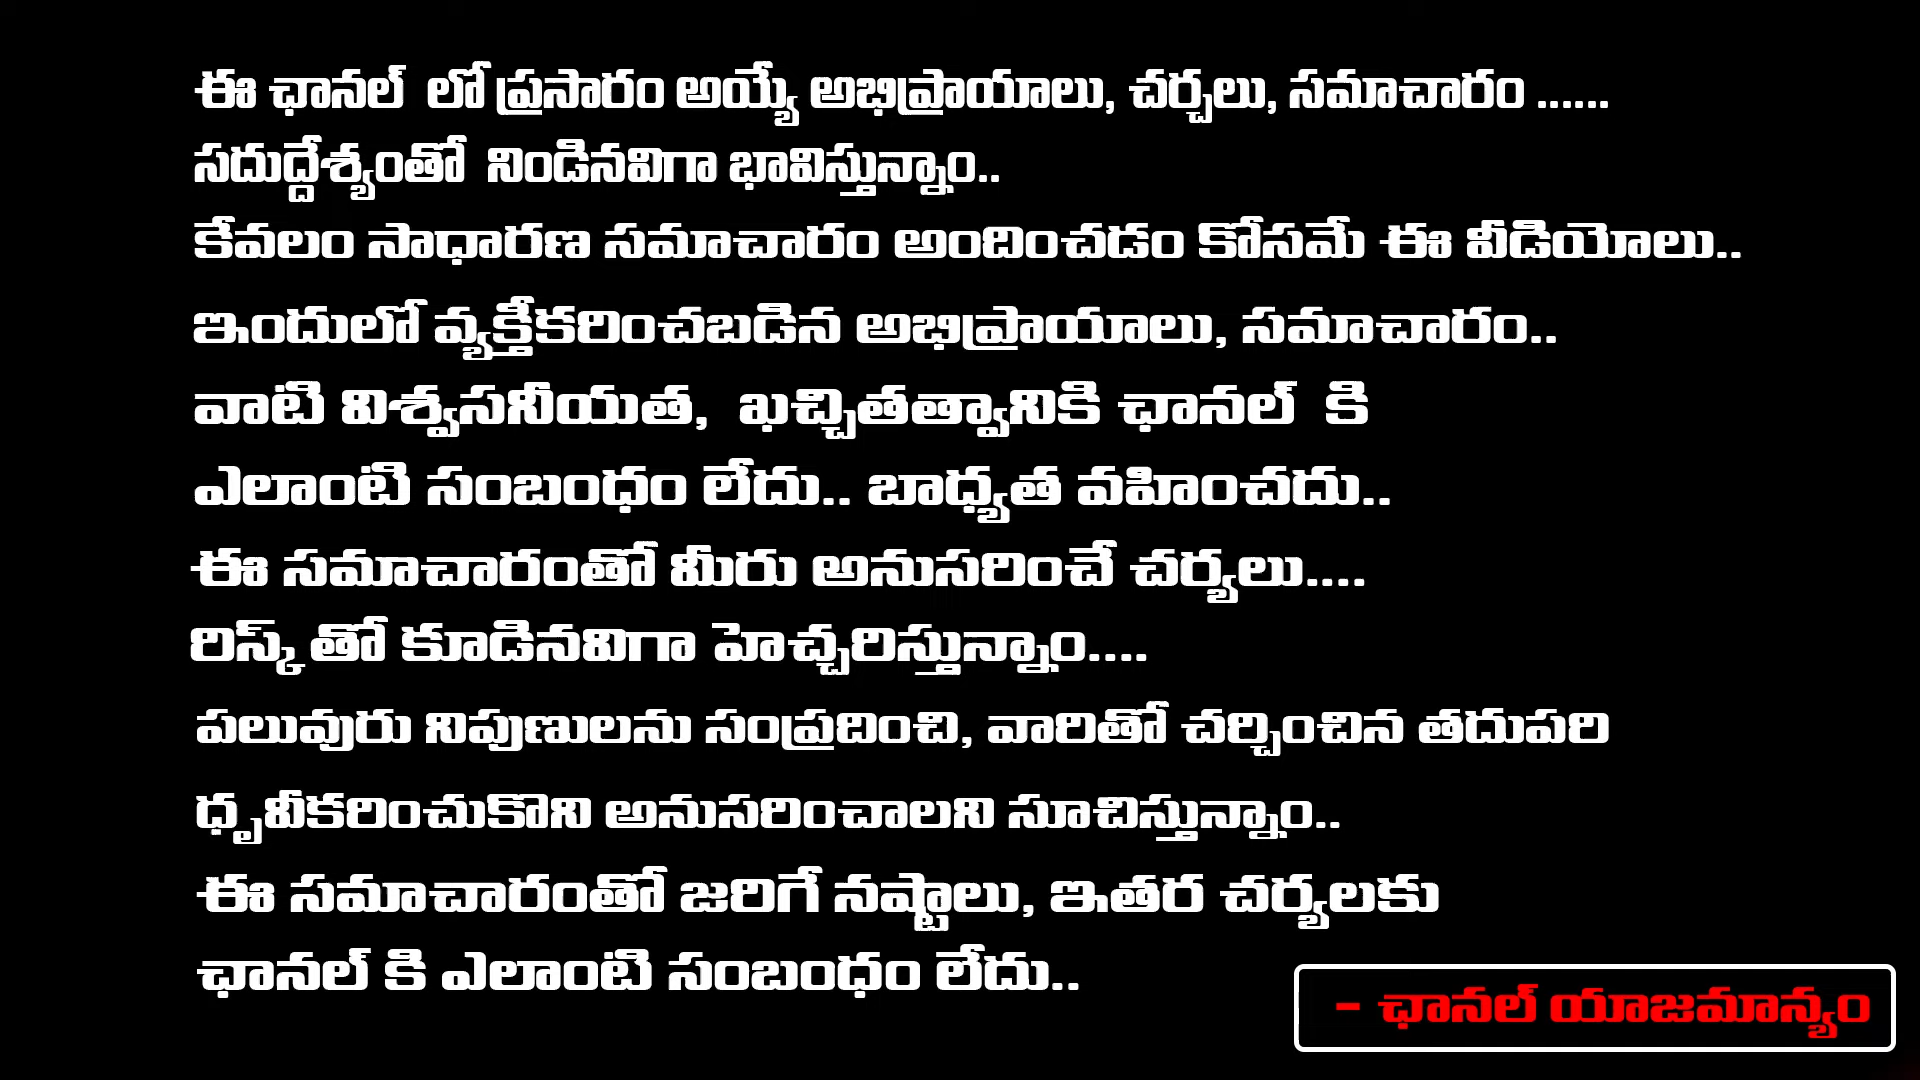 ఈ ఛానల్ లో ప్రసారం అయ్యే అభిప్రాయాలు, చర్చలు, సమాచారం ......
సదుద్దేశ్యంతో నిండినవిగా భావిస్తున్నాం..
కేవలం సాధారణ సమాచారం అందించడం కోసమే ఈ వీడియోలు..
ఇందులో వ్యక్తీకరించబడిన అభిప్రాయాలు, సమాచారం..
వాటి విశ్వసనీయత, ఖచ్చితత్వానికి ఛానల్ కి
ఎలాంటి సంబంధం లేదు.. బాధ్యత వహించదు..
ఈ సమాచారంతో మీరు అనుసరించే చర్యలు....
రిస్క్ తో కూడినవిగా హెచ్చరిస్తున్నాం....
పలువురు నిపుణులను సంప్రదించి, వారితో చర్చించిన తదుపరి
ధృవీకరించుకొని అనుసరించాలని సూచిస్తున్నాం..
ఈ సమాచారంతో జరిగే నష్టాలు, ఇతర చర్యలకు
ఛానల్ కి ఎలాంటి సంబంధం లేదు..
- ఛానల్ యాజమాన్యం